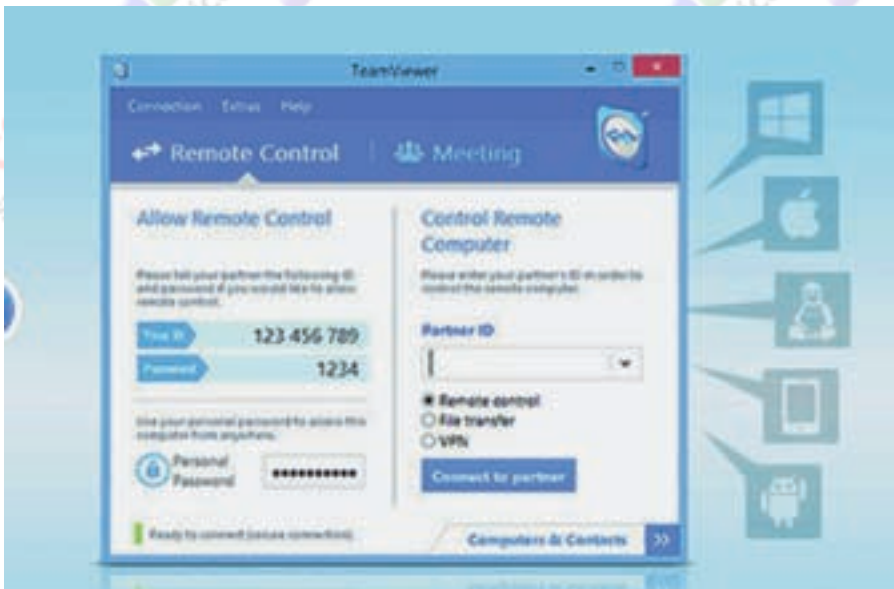 TeamViewer
Connection Extras Help
Remote Control
Meeting
Allow Remote Control
Please tell your partner the following ID
and password if you would like to allow
remote control.
Your ID
123 456 789
Password
1234
Use your personal password to access this
computer from anywhere.
Personal
Password
Ready to connect (secure connection)
Control Remote
Computer
Please enter your partner's ID in order to
control the remote computer.
Partner ID
Remote control
File transfer
VPN
Connect to partner
Computers & Contacts